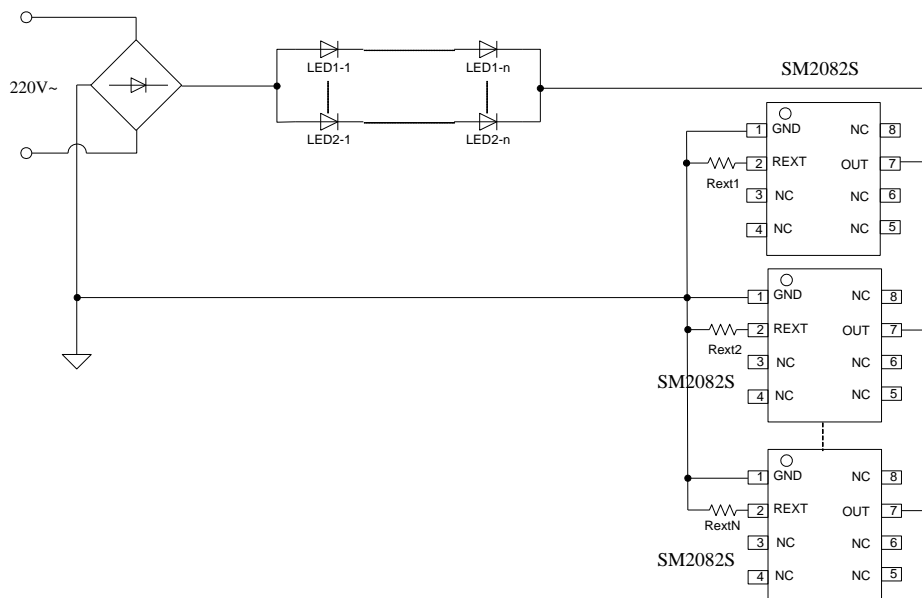 220V~
LED1-1
LED1-n
LED2-1
LED2-n
SM2082S
1
GND
NC
8
2
REXT
OUT
7
Rext1
3
NC
NC
6
4
NC
NC
5
1
GND
NC
8
2
REXT
OUT
7
Rext2
3
NC
NC
6
SM2082S
4
NC
NC
5
1
GND
NC
8
2
REXT
OUT
7
RextN
3
NC
NC
6
SM2082S
4
NC
NC
5